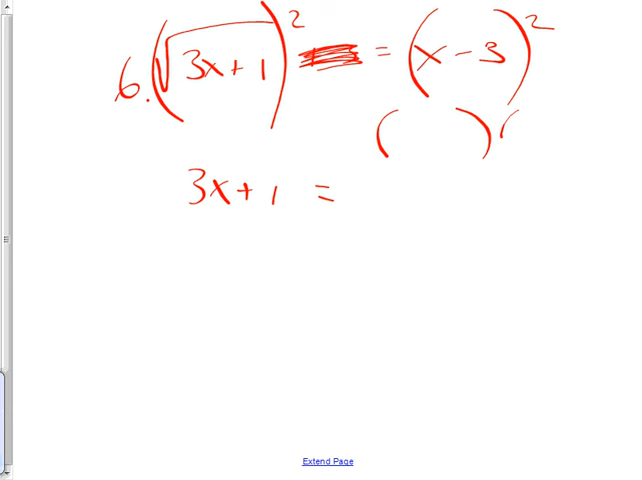 6. (√3x + 1)² = (x - 3)²
( ) (
3x + 1 =
Extend Page